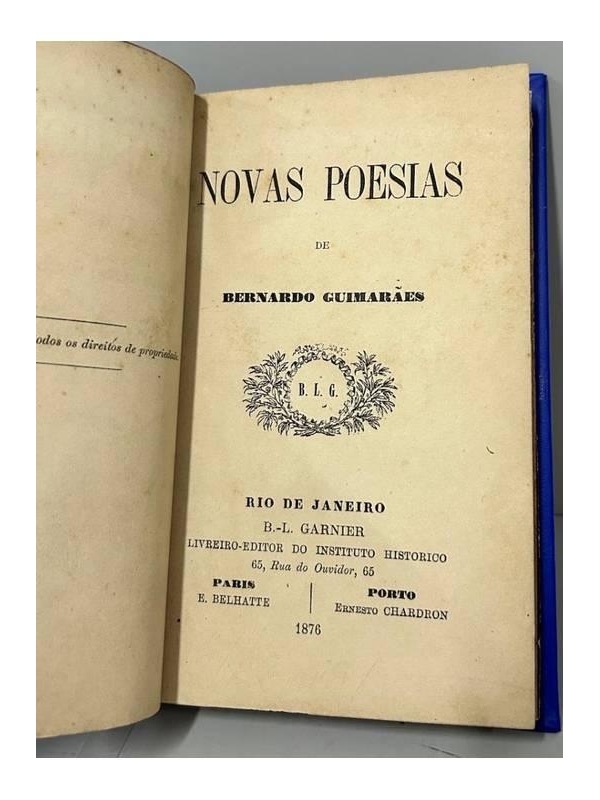 odos os direitos de propriedade.
NOVAS POESIAS
DE
BERNARDO GUIMARÃES
B. L. G.
RIO DE JANEIRO
B.-L. GARNIER
LIVREIRO-EDITOR DO INSTITUTO HISTORICO
65, Rua do Ouvidor, 65
PARIS
E. BELHATTE
PORTO
ERNESTO CHARDRON
1876